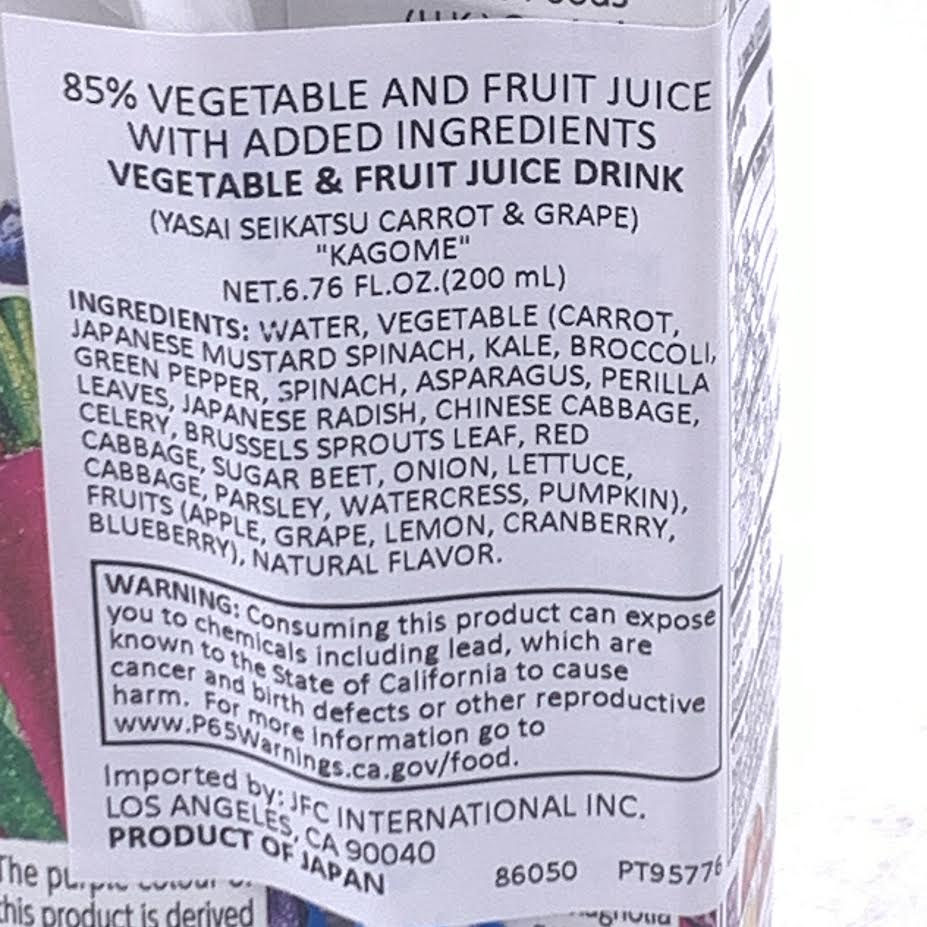 85% VEGETABLE AND FRUIT JUICE
WITH ADDED INGREDIENTS
VEGETABLE & FRUIT JUICE DRINK
(YASAI SEIKATSU CARROT & GRAPE)
"KAGOME"
NET.6.76 FL.OZ.(200 mL)
INGREDIENTS: WATER, VEGETABLE (CARROT,
JAPANESE MUSTARD SPINACH, KALE, BROCCOLI,
GREEN PEPPER, SPINACH, ASPARAGUS, PERILLA
LEAVES, JAPANESE RADISH, CHINESE CABBAGE,
CELERY, BRUSSELS SPROUTS LEAF, RED
CABBAGE, SUGAR BEET, ONION, LETTUCE,
CABBAGE, PARSLEY, WATERCRESS, PUMPKIN),
FRUITS (APPLE, GRAPE, LEMON, CRANBERRY,
BLUEBERRY), NATURAL FLAVOR.
WARNING: Consuming this product can expose
you to chemicals including lead, which are
known to the State of California to cause
cancer and birth defects or other reproductive
harm. For more information go to
www.P65Warnings.ca.gov/food.
Imported by: JFC INTERNATIONAL INC.
LOS ANGELES, CA 90040
PRODUCT OF JAPAN
86050 PT95776
The purple colour
this product is derived